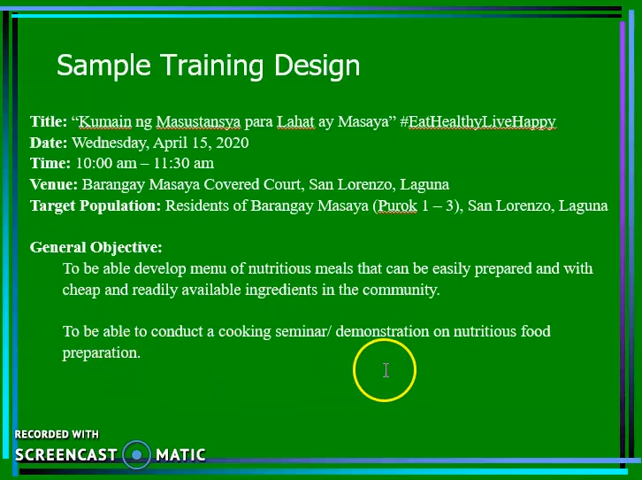 Sample Training Design
Title: “Kumain ng Masustansya para Lahat ay Masaya” #EatHealthyLiveHappy
Date: Wednesday, April 15, 2020
Time: 10:00 am – 11:30 am
Venue: Barangay Masaya Covered Court, San Lorenzo, Laguna
Target Population: Residents of Barangay Masaya (Purok 1 – 3), San Lorenzo, Laguna
General Objective:
To be able develop menu of nutritious meals that can be easily prepared and with
cheap and readily available ingredients in the community.
To be able to conduct a cooking seminar/ demonstration on nutritious food
preparation.
RECORDED WITH
SCREENCAST MATIC